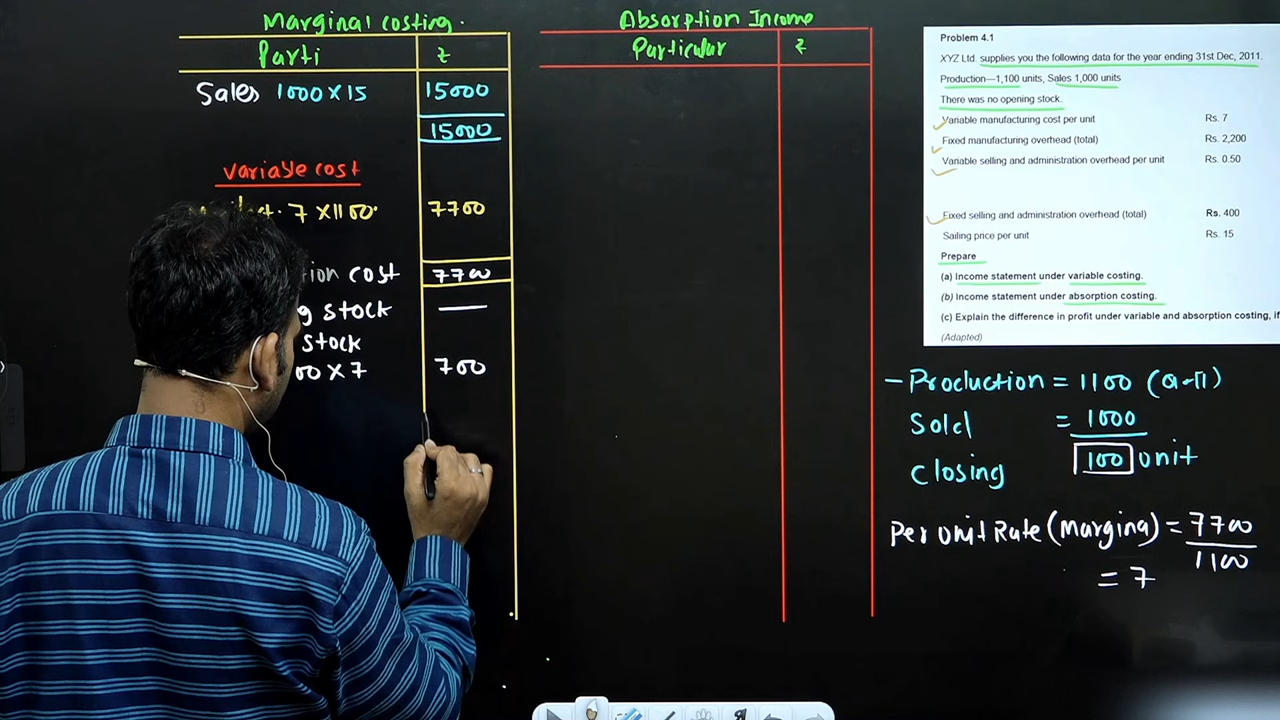 Marginal costing.
Parti ₹
Sales 1000 × 15 15000
15000
variable cost
7 × 1100. 7700
cost 7700
stock —
stock
× 7 700
Absorption Income
Particular ₹
Problem 4.1
XYZ Ltd. supplies you the following data for the year ending 31st Dec, 2011.
Production—1,100 units, Sales 1,000 units
There was no opening stock.
Variable manufacturing cost per unit Rs. 7
Fixed manufacturing overhead (total) Rs. 2,200
Variable selling and administration overhead per unit Rs. 0.50
Fixed selling and administration overhead (total) Rs. 400
Sailing price per unit Rs. 15
Prepare
(a) Income statement under variable costing.
(b) Income statement under absorption costing.
(c) Explain the difference in profit under variable and absorption costing, if
(Adapted)
- Production = 1100 (a-π)
Sold = 1000
Closing 100 unit
Per Unit Rate (Margina) = 7700
1100
= 7